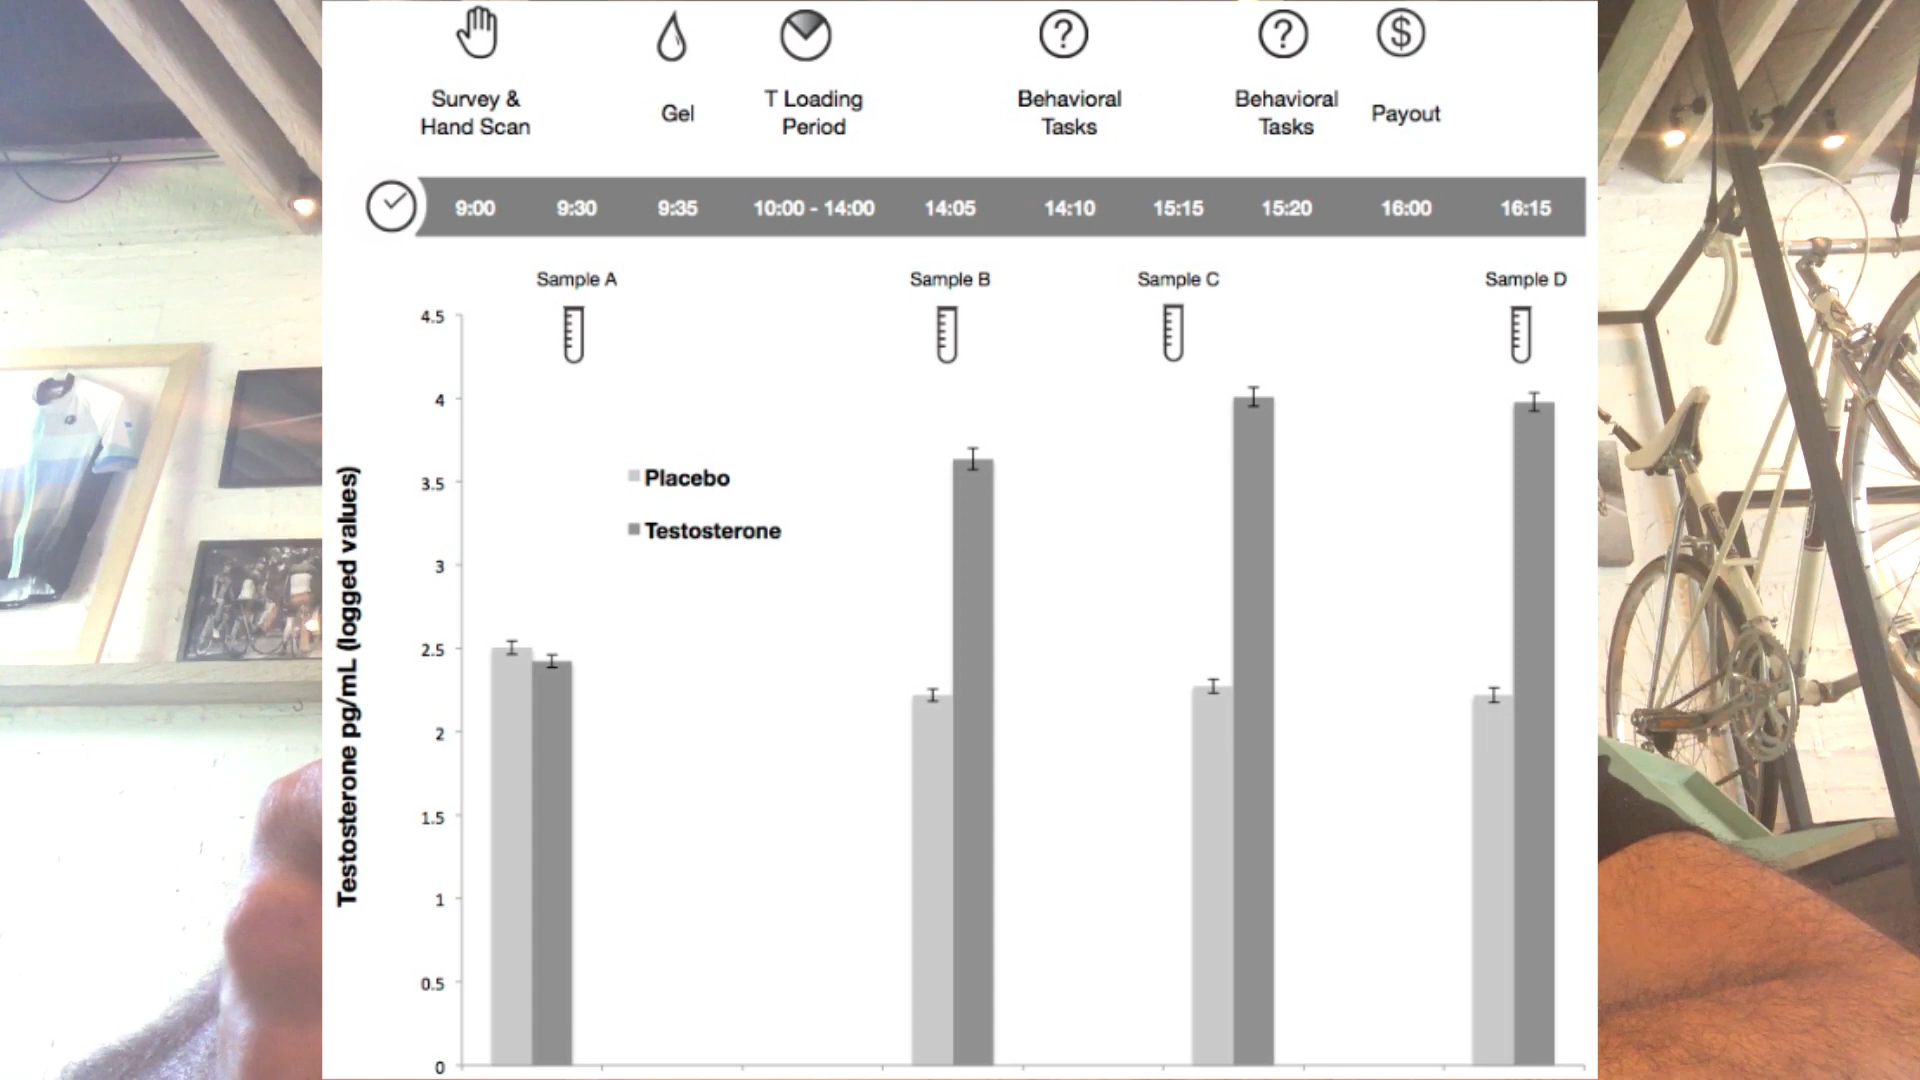 Survey &
Hand Scan
Gel
T Loading
Period
Behavioral
Tasks
Behavioral
Tasks
Payout
9:00 9:30 9:35 10:00 - 14:00 14:05 14:10 15:15 15:20 16:00 16:15
Sample A Sample B Sample C Sample D
Testosterone pg/mL (logged values)
4.5
4
3.5
3
2.5
2
1.5
1
0.5
0
Placebo
Testosterone